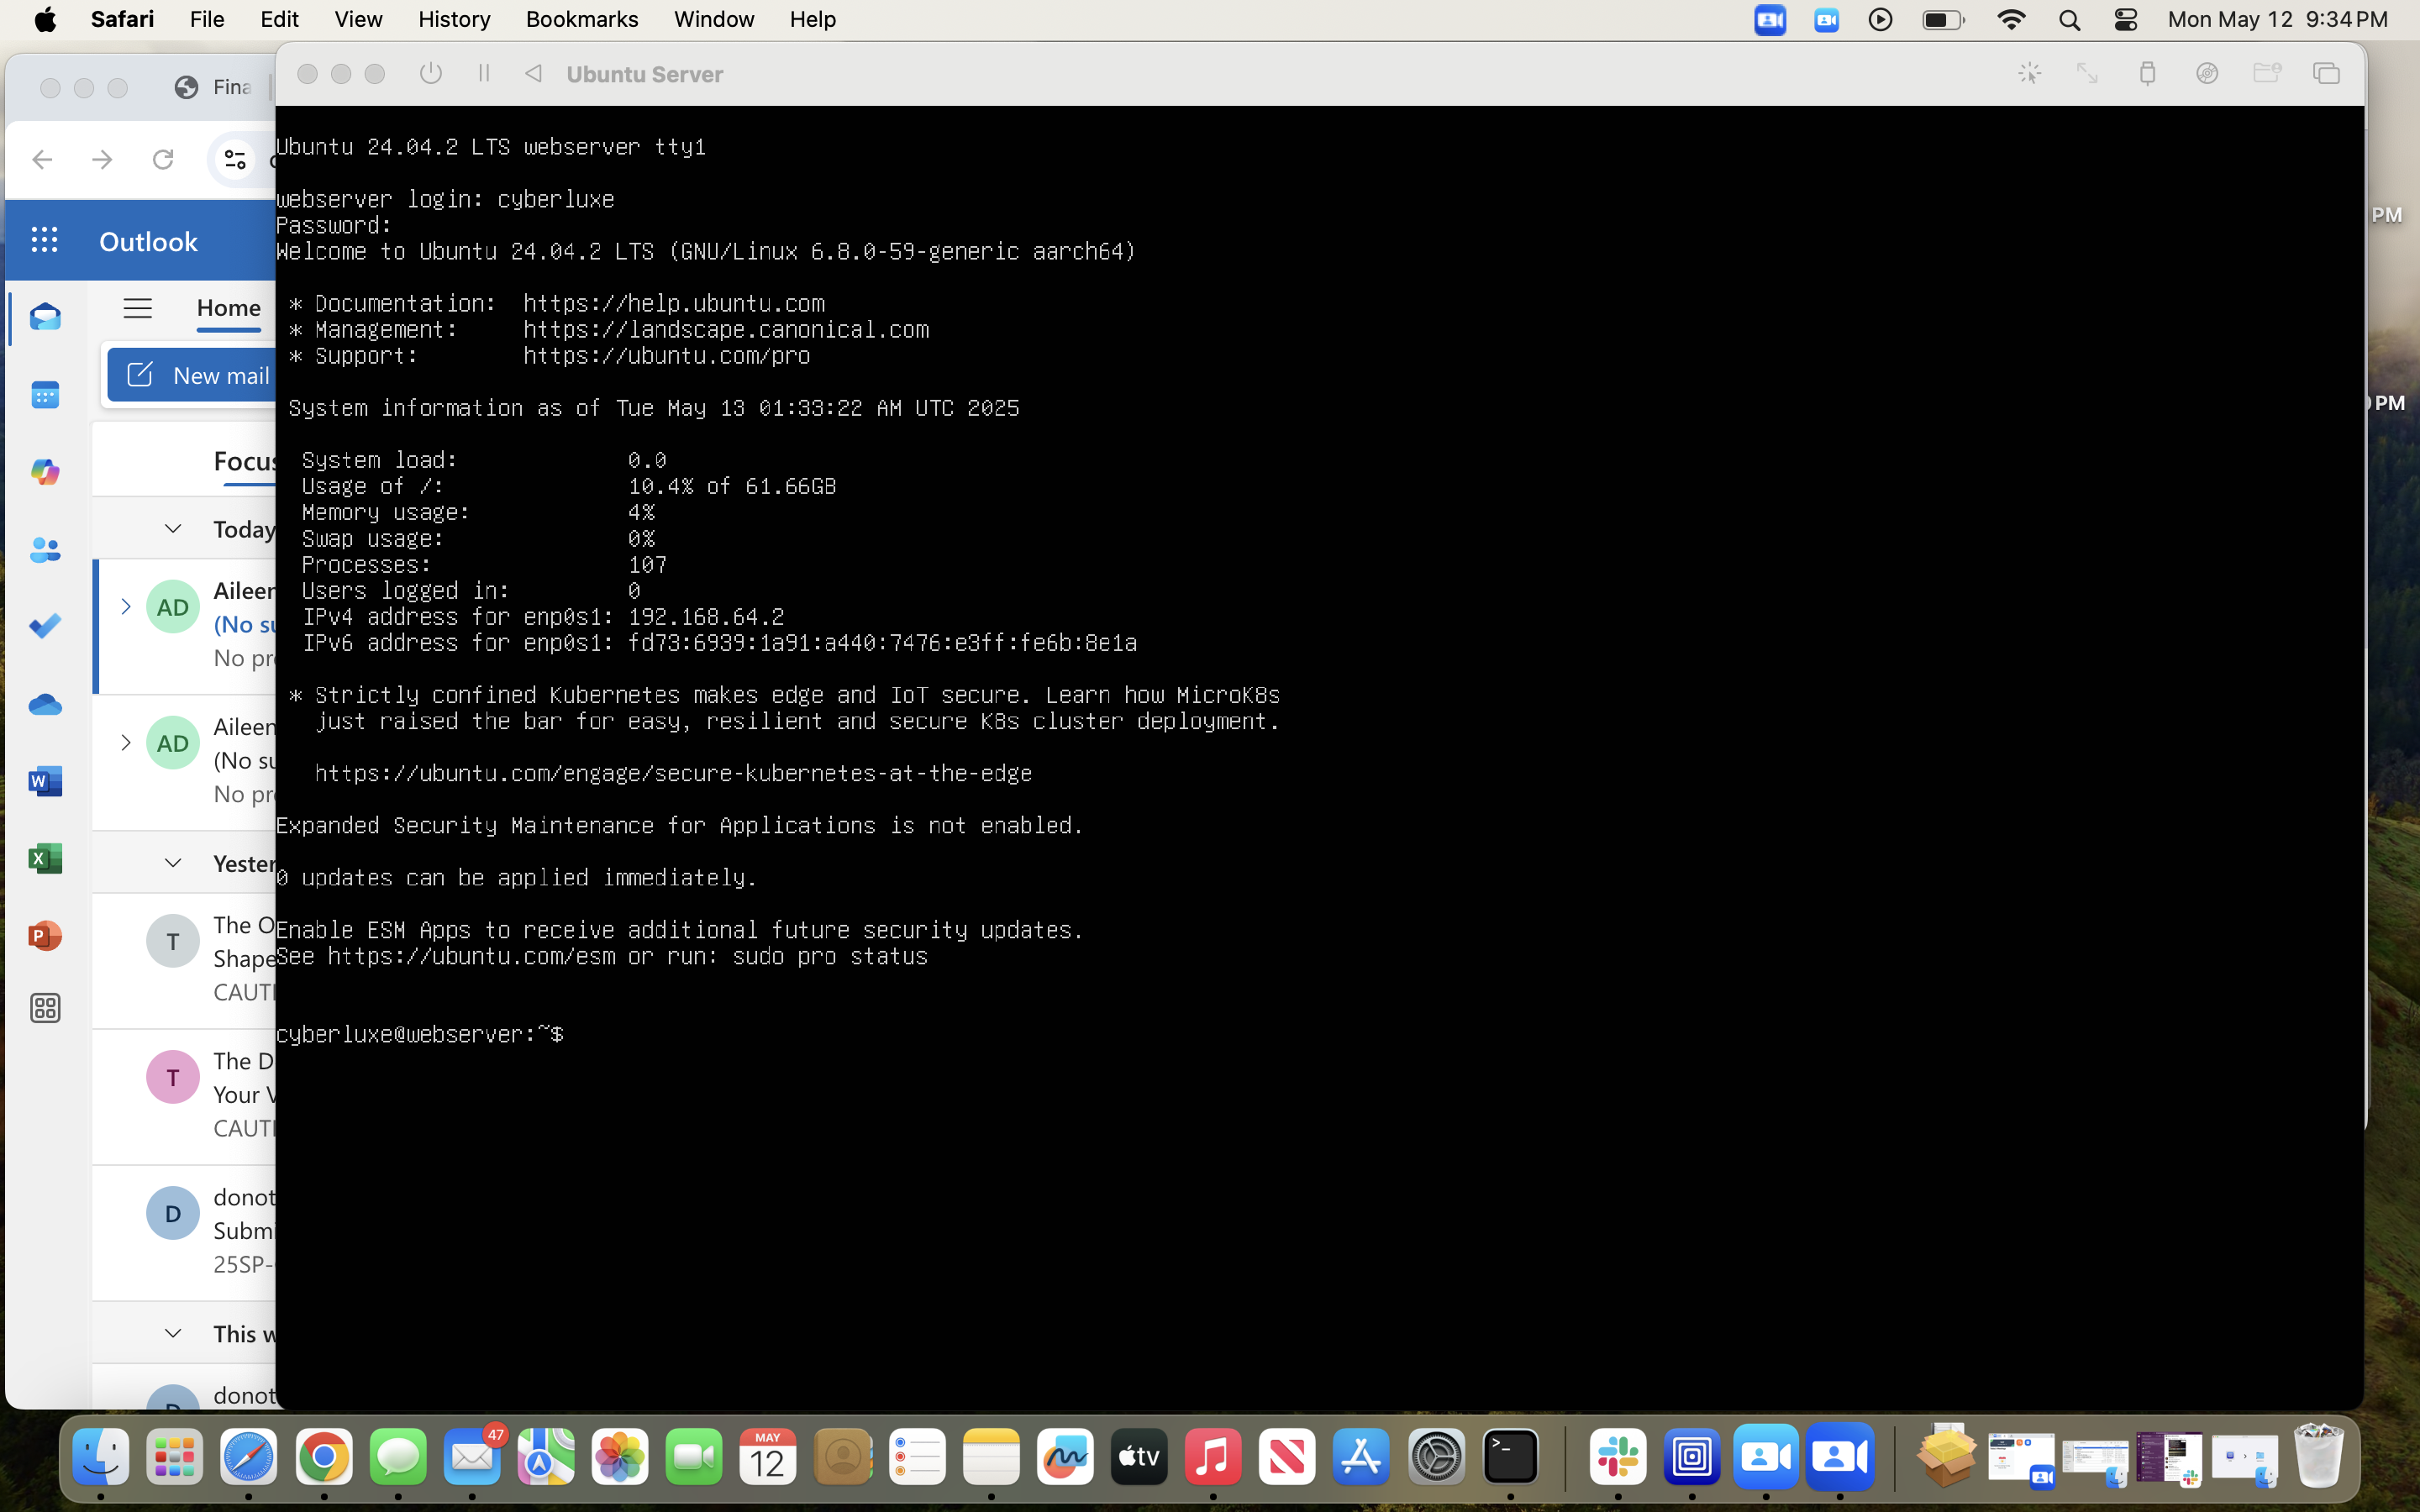 Safari File Edit View History Bookmarks Window Help Mon May 12 9:34 PM
Fina
Ubuntu Server
Ubuntu 24.04.2 LTS webserver tty1
webserver login: cyberluxe
Password:
Welcome to Ubuntu 24.04.2 LTS (GNU/Linux 6.8.0-59-generic aarch64)
* Documentation: https://help.ubuntu.com
* Management: https://landscape.canonical.com
* Support: https://ubuntu.com/pro
System information as of Tue May 13 01:33:22 AM UTC 2025
System load: 0.0
Usage of /: 10.4% of 61.66GB
Memory usage: 4%
Swap usage: 0%
Processes: 107
Users logged in: 0
IPv4 address for enp0s1: 192.168.64.2
IPv6 address for enp0s1: fd73:6939:1a91:a440:7476:e3ff:fe6b:8e1a
* Strictly confined Kubernetes makes edge and IoT secure. Learn how MicroK8s
just raised the bar for easy, resilient and secure K8s cluster deployment.
https://ubuntu.com/engage/secure-kubernetes-at-the-edge
Expanded Security Maintenance for Applications is not enabled.
0 updates can be applied immediately.
Enable ESM Apps to receive additional future security updates.
See https://ubuntu.com/esm or run: sudo pro status
cyberluxe@webserver:~$
Outlook
Home
New mail
Focus
Today
AD
Aileen
(No su
No pre
AD
Aileen
(No su
No pre
Yester
T
The O
Shape
CAUTI
T
The D
Your V
CAUTI
D
donot
Submi
25SP-
This w
donot
PM
PM
47
MAY
12
tv